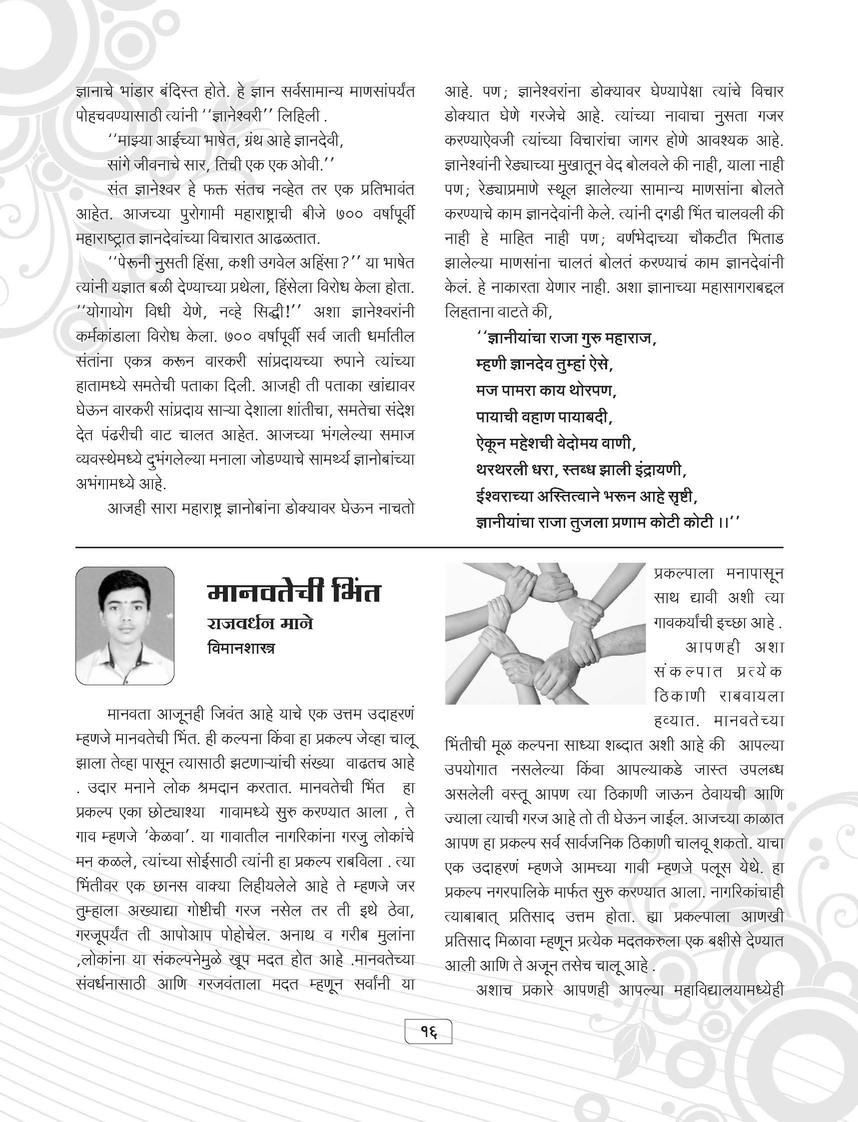 ज्ञानाचे भांडार बंदिस्त होते. हे ज्ञान सर्वसामान्य माणसांपर्यंत
पोहचवण्यासाठी त्यांनी ‘‘ज्ञानेश्वरी’’ लिहिली .
‘‘माझ्या आईच्या भाषेत, ग्रंथ आहे ज्ञानदेवी,
सांगे जीवनाचे सार, तिची एक एक ओवी.’’
संत ज्ञानेश्वर हे फक्त संतच नव्हेत तर एक प्रतिभावंत
आहेत. आजच्या पुरोगामी महाराष्ट्राची बीजे ७०० वर्षापूर्वी
महाराष्ट्रात ज्ञानदेवांच्या विचारात आढळतात.
‘‘पेरूनी नुसती हिंसा, कशी उगवेल अहिंसा?’’ या भाषेत
त्यांनी यज्ञात बळी देण्याच्या प्रथेला, हिंसेला विरोध केला होता.
‘‘योगायोग विधी येणे, नव्हे सिद्धी!’’ अशा ज्ञानेश्वरांनी
कर्मकांडाला विरोध केला. ७०० वर्षापूर्वी सर्व जाती धर्मातील
संतांना एकत्र करून वारकरी सांप्रदायच्या रुपाने त्यांच्या
हातामध्ये समतेची पताका दिली. आजही ती पताका खांद्यावर
घेऊन वारकरी सांप्रदाय साऱ्या देशाला शांतीचा, समतेचा संदेश
देत पंढरीची वाट चालत आहेत. आजच्या भंगलेल्या समाज
व्यवस्थेमध्ये दुभंगलेल्या मनाला जोडण्याचे सामर्थ्य ज्ञानोबांच्या
अभंगामध्ये आहे.
आजही सारा महाराष्ट्र ज्ञानोबांना डोक्यावर घेऊन नाचतो
आहे. पण; ज्ञानेश्वरांना डोक्यावर घेण्यापेक्षा त्यांचे विचार
डोक्यात घेणे गरजेचे आहे. त्यांच्या नावाचा नुसता गजर
करण्याऐवजी त्यांच्या विचारांचा जागर होणे आवश्यक आहे.
ज्ञानेश्वांनी रेड्याच्या मुखातून वेद बोलवले की नाही, याला नाही
पण; रेड्याप्रमाणे स्थूल झालेल्या सामान्य माणसांना बोलते
करण्याचे काम ज्ञानदेवांनी केले. त्यांनी दगडी भिंत चालवली की
नाही हे माहित नाही पण; वर्णभेदाच्या चौकटीत भिताड
झालेल्या माणसांना चालतं बोलतं करण्याचं काम ज्ञानदेवांनी
केलं. हे नाकारता येणार नाही. अशा ज्ञानाच्या महासागराबद्दल
लिहताना वाटते की,
‘‘ज्ञानीयांचा राजा गुरु महाराज,
म्हणी ज्ञानदेव तुम्हां ऐसे,
मज पामरा काय थोरपण,
पायाची वहाण पायाबदी,
ऐकून महेशची वेदोमय वाणी,
थरथरली धरा, स्तब्ध झाली इंद्रायणी,
ईश्वराच्या अस्तित्वाने भरून आहे सृष्टी,
ज्ञानीयांचा राजा तुजला प्रणाम कोटी कोटी ।।’’
मानवतेची भिंत
राजवर्धन माने
विमानशास्त्र
मानवता आजूनही जिवंत आहे याचे एक उत्तम उदाहरणं
म्हणजे मानवतेची भिंत. ही कल्पना किंवा हा प्रकल्प जेव्हा चालू
झाला तेव्हा पासून त्यासाठी झटणाऱ्यांची संख्या वाढतच आहे
. उदार मनाने लोक श्रमदान करतात. मानवतेची भिंत हा
प्रकल्प एका छोट्याश्या गावामध्ये सुरु करण्यात आला , ते
गाव म्हणजे ‘केळवा’. या गावातील नागरिकांना गरजु लोकांचे
मन कळले, त्यांच्या सोईसाठी त्यांनी हा प्रकल्प राबविला . त्या
भिंतीवर एक छानस वाक्या लिहीयलेले आहे ते म्हणजे जर
तुम्हाला अख्याद्या गोष्टीची गरज नसेल तर ती इथे ठेवा,
गरजूपर्यंत ती आपोआप पोहोचेल. अनाथ व गरीब मुलांना
,लोकांना या संकल्पनेमुळे खूप मदत होत आहे .मानवतेच्या
संवर्धनासाठी आणि गरजवंताला मदत म्हणून सर्वांनी या
प्रकल्पाला मनापासून
साथ द्यावी अशी त्या
गावकर्यांची इच्छा आहे .
आपणही अशा
संकल्पात प्रत्येक
ठिकाणी राबवायला
हव्यात. मानवतेच्या
भिंतीची मूळ कल्पना साध्या शब्दात अशी आहे की आपल्या
उपयोगात नसलेल्या किंवा आपल्याकडे जास्त उपलब्ध
असलेली वस्तू आपण त्या ठिकाणी जाऊन ठेवायची आणि
ज्याला त्याची गरज आहे तो ती घेऊन जाईल. आजच्या काळात
आपण हा प्रकल्प सर्व सार्वजनिक ठिकाणी चालवू शकतो. याचा
एक उदाहरणं म्हणजे आमच्या गावी म्हणजे पलूस येथे. हा
प्रकल्प नगरपालिके मार्फत सुरु करण्यात आला. नागरिकांचाही
त्याबाबात् प्रतिसाद उत्तम होता. ह्या प्रकल्पाला आणखी
प्रतिसाद मिळावा म्हणून प्रत्येक मदतकरुला एक बक्षीसे देण्यात
आली आणि ते अजून तसेच चालू आहे .
अशाच प्रकारे आपणही आपल्या महाविद्यालयामध्येही
१६